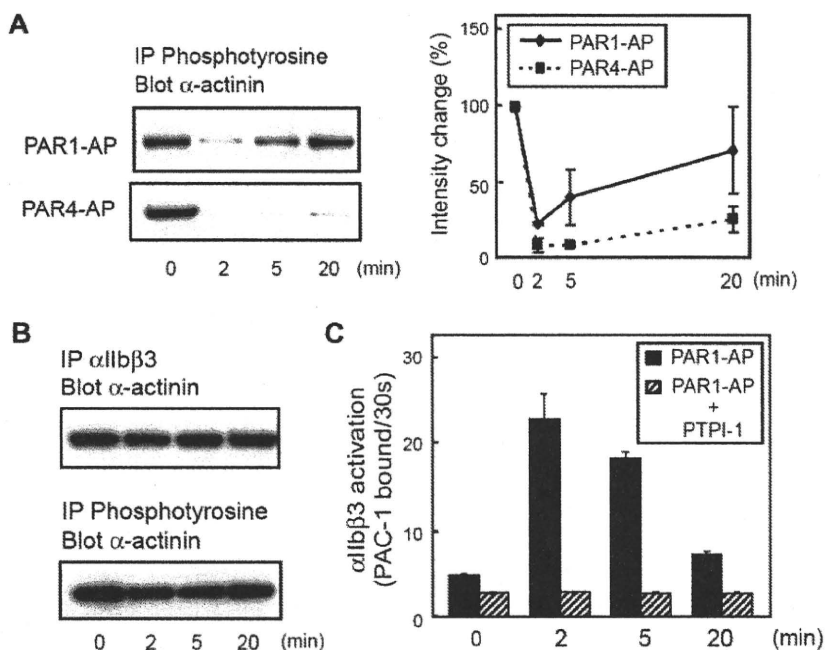 A
IP Phosphotyrosine
Blot α-actinin
PAR1-AP
PAR4-AP
0 2 5 20 (min)
Intensity change (%)
150
100
50
0
PAR1-AP
PAR4-AP
0 2 5 20 (min)
B
IP αIIbβ3
Blot α-actinin
IP Phosphotyrosine
Blot α-actinin
0 2 5 20 (min)
C
αIIbβ3 activation
(PAC-1 bound/30s)
30
20
10
0
PAR1-AP
PAR1-AP
+
PTPI-1
0 2 5 20 (min)